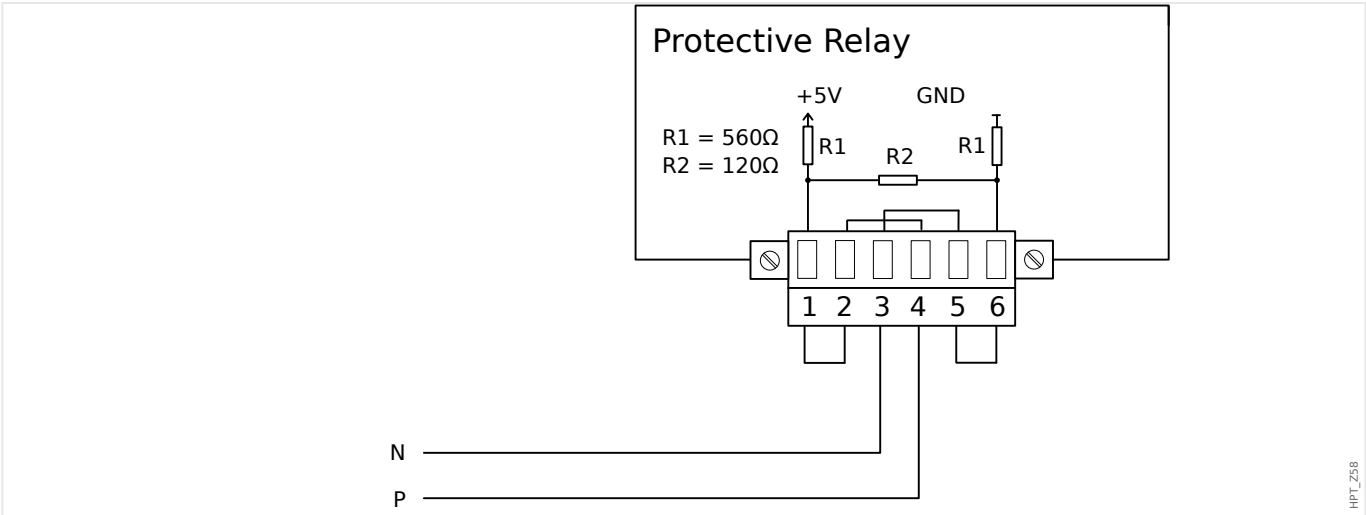 Protective Relay
+5V GND
R1 = 560Ω
R1 R1
R2 = 120Ω
R2
1 2 3 4 5 6
N
P
HPT_Z58